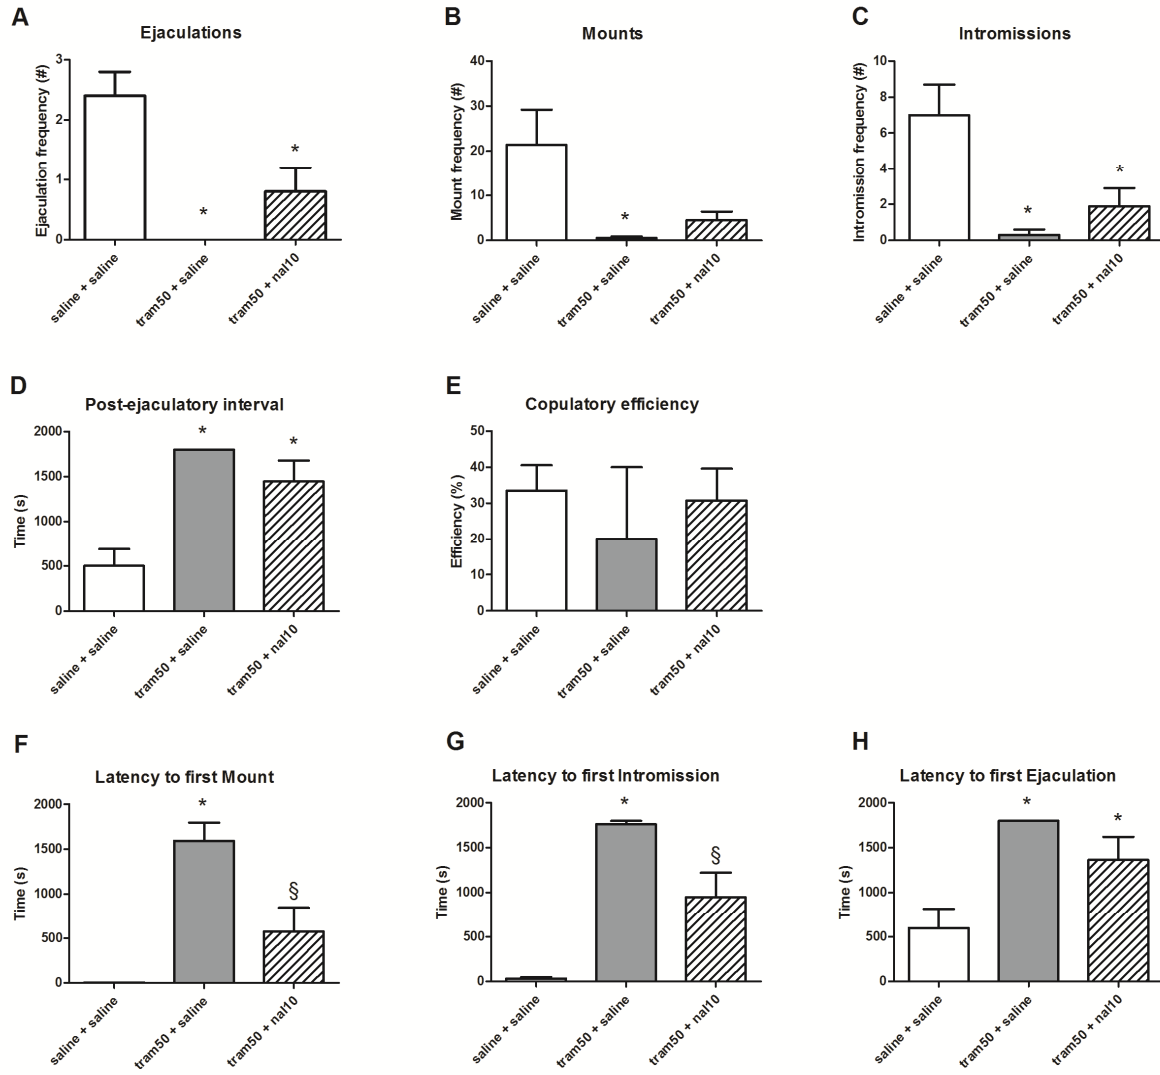 A
Ejaculations
Ejaculation frequency (#)
3
2
1
0
*
*
saline + saline
tram50 + saline
tram50 + nal10
B
Mounts
Mount frequency (#)
40
30
20
10
0
*
saline + saline
tram50 + saline
tram50 + nal10
C
Intromissions
Intromission frequency (#)
10
8
6
4
2
0
*
*
saline + saline
tram50 + saline
tram50 + nal10
D
Post-ejaculatory interval
Time (s)
2000
1500
1000
500
0
*
*
saline + saline
tram50 + saline
tram50 + nal10
E
Copulatory efficiency
Efficiency (%)
50
40
30
20
10
0
saline + saline
tram50 + saline
tram50 + nal10
F
Latency to first Mount
Time (s)
2000
1500
1000
500
0
*
§
saline + saline
tram50 + saline
tram50 + nal10
G
Latency to first Intromission
Time (s)
2000
1500
1000
500
0
*
§
saline + saline
tram50 + saline
tram50 + nal10
H
Latency to first Ejaculation
Time (s)
2000
1500
1000
500
0
*
*
saline + saline
tram50 + saline
tram50 + nal10